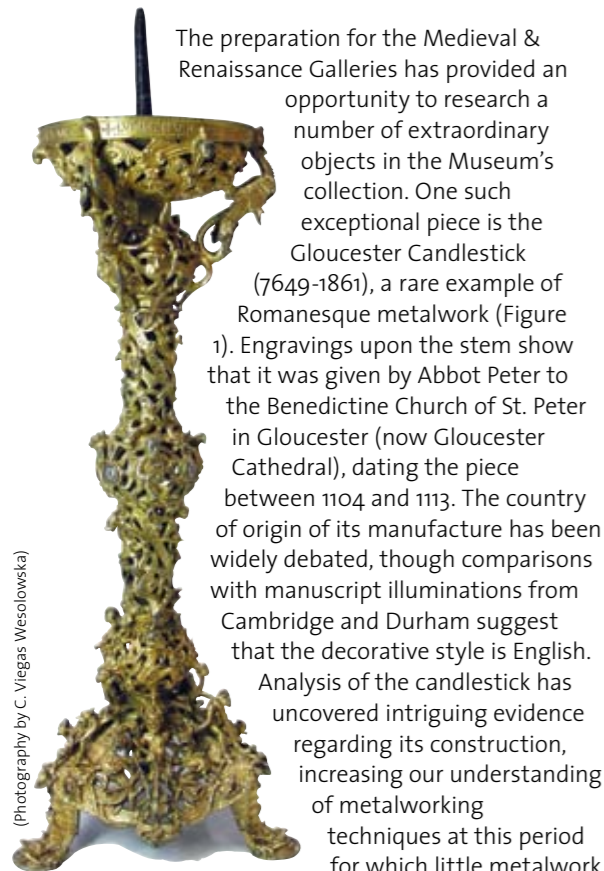 The preparation for the Medieval &
Renaissance Galleries has provided an
opportunity to research a
number of extraordinary
objects in the Museum's
collection. One such
exceptional piece is the
Gloucester Candlestick
(7649-1861), a rare example of
Romanesque metalwork (Figure
1). Engravings upon the stem show
that it was given by Abbot Peter to
the Benedictine Church of St. Peter
in Gloucester (now Gloucester
Cathedral), dating the piece
between 1104 and 1113. The country
of origin of its manufacture has been
widely debated, though comparisons
with manuscript illuminations from
Cambridge and Durham suggest
that the decorative style is English.
Analysis of the candlestick has
uncovered intriguing evidence
regarding its construction,
increasing our understanding
of metalworking
techniques at this period
for which little metalwork
(Photography by C. Viegas Wesolowska)